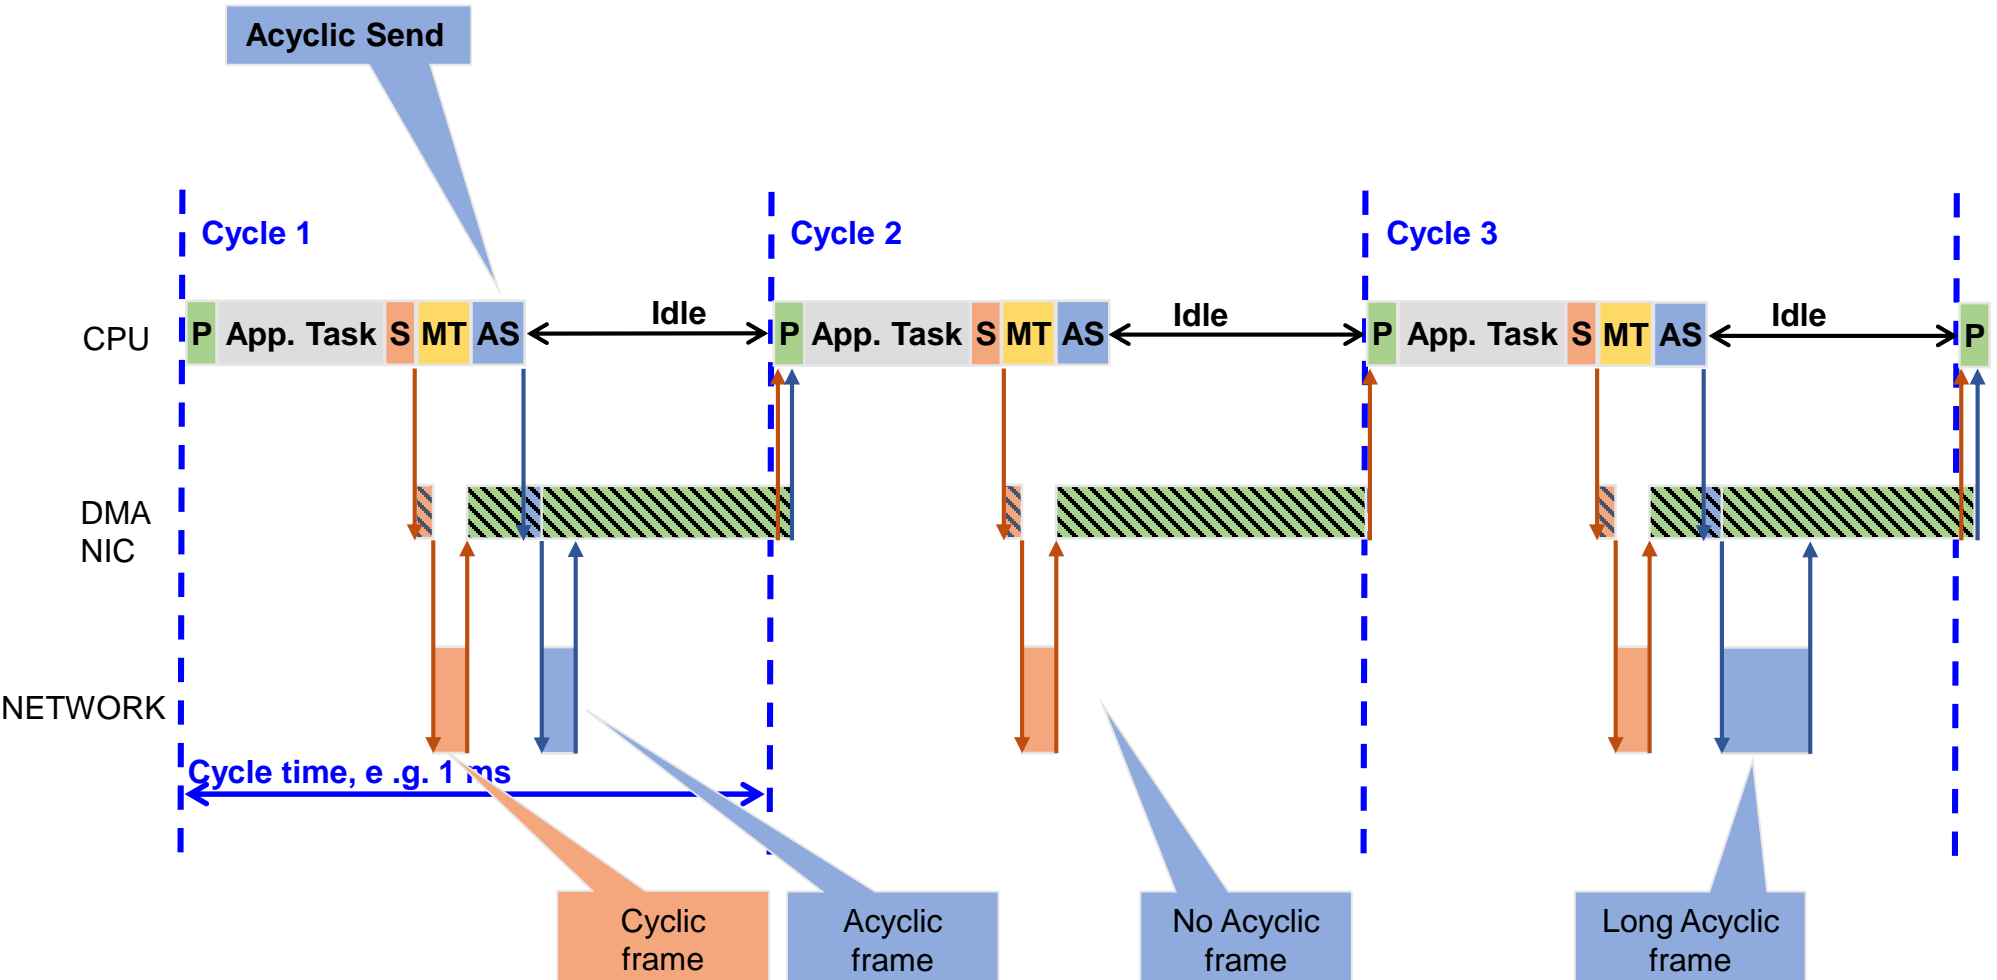 Acyclic Send
Cycle 1
Cycle 2
Cycle 3
CPU
P App. Task S MT AS
Idle
P App. Task S MT AS
Idle
P App. Task S MT AS
Idle
P
DMA
NIC
NETWORK
Cycle time, e .g. 1 ms
Cyclic
frame
Acyclic
frame
No Acyclic
frame
Long Acyclic
frame